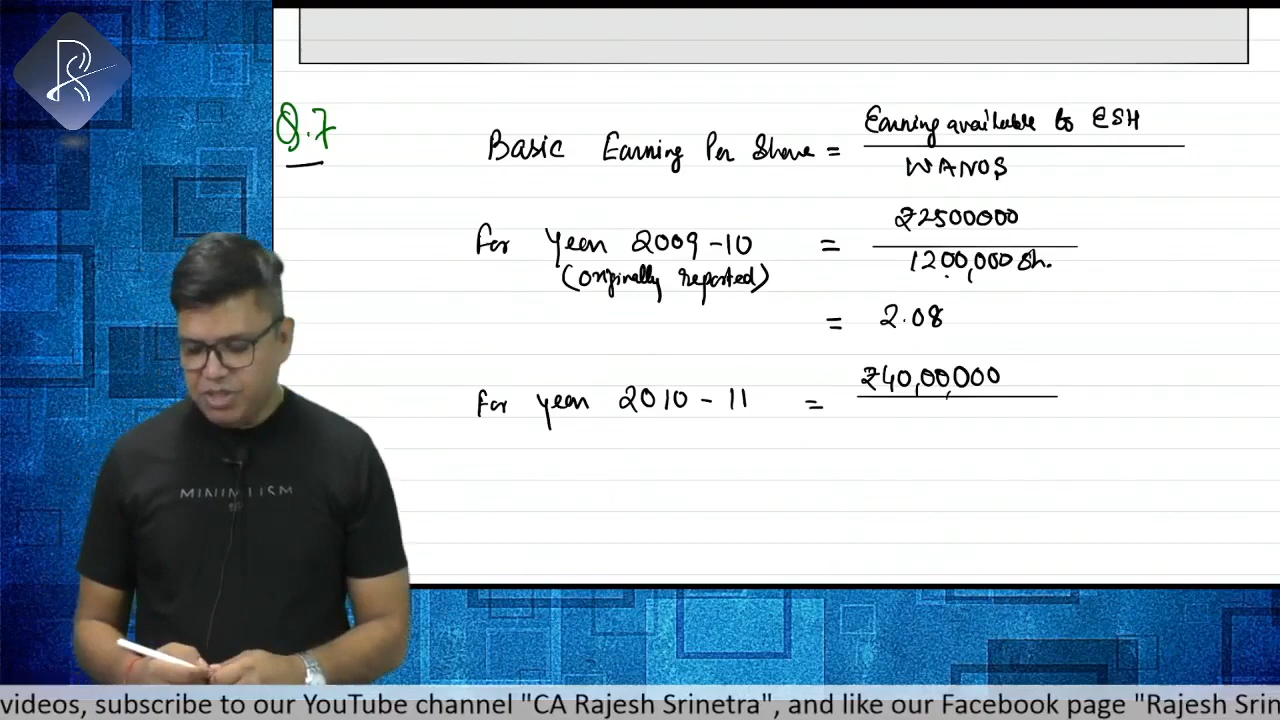 Q.7
Basic Earning Per Share = Earning available to ESH
WANOS
For year 2009-10 = ₹2500000
(originally reported) 1200,000 Sh.
= 2.08
For year 2010-11 = ₹40,00,000
MINIMALISM
videos, subscribe to our YouTube channel "CA Rajesh Srinetra", and like our Facebook page "Rajesh Srin